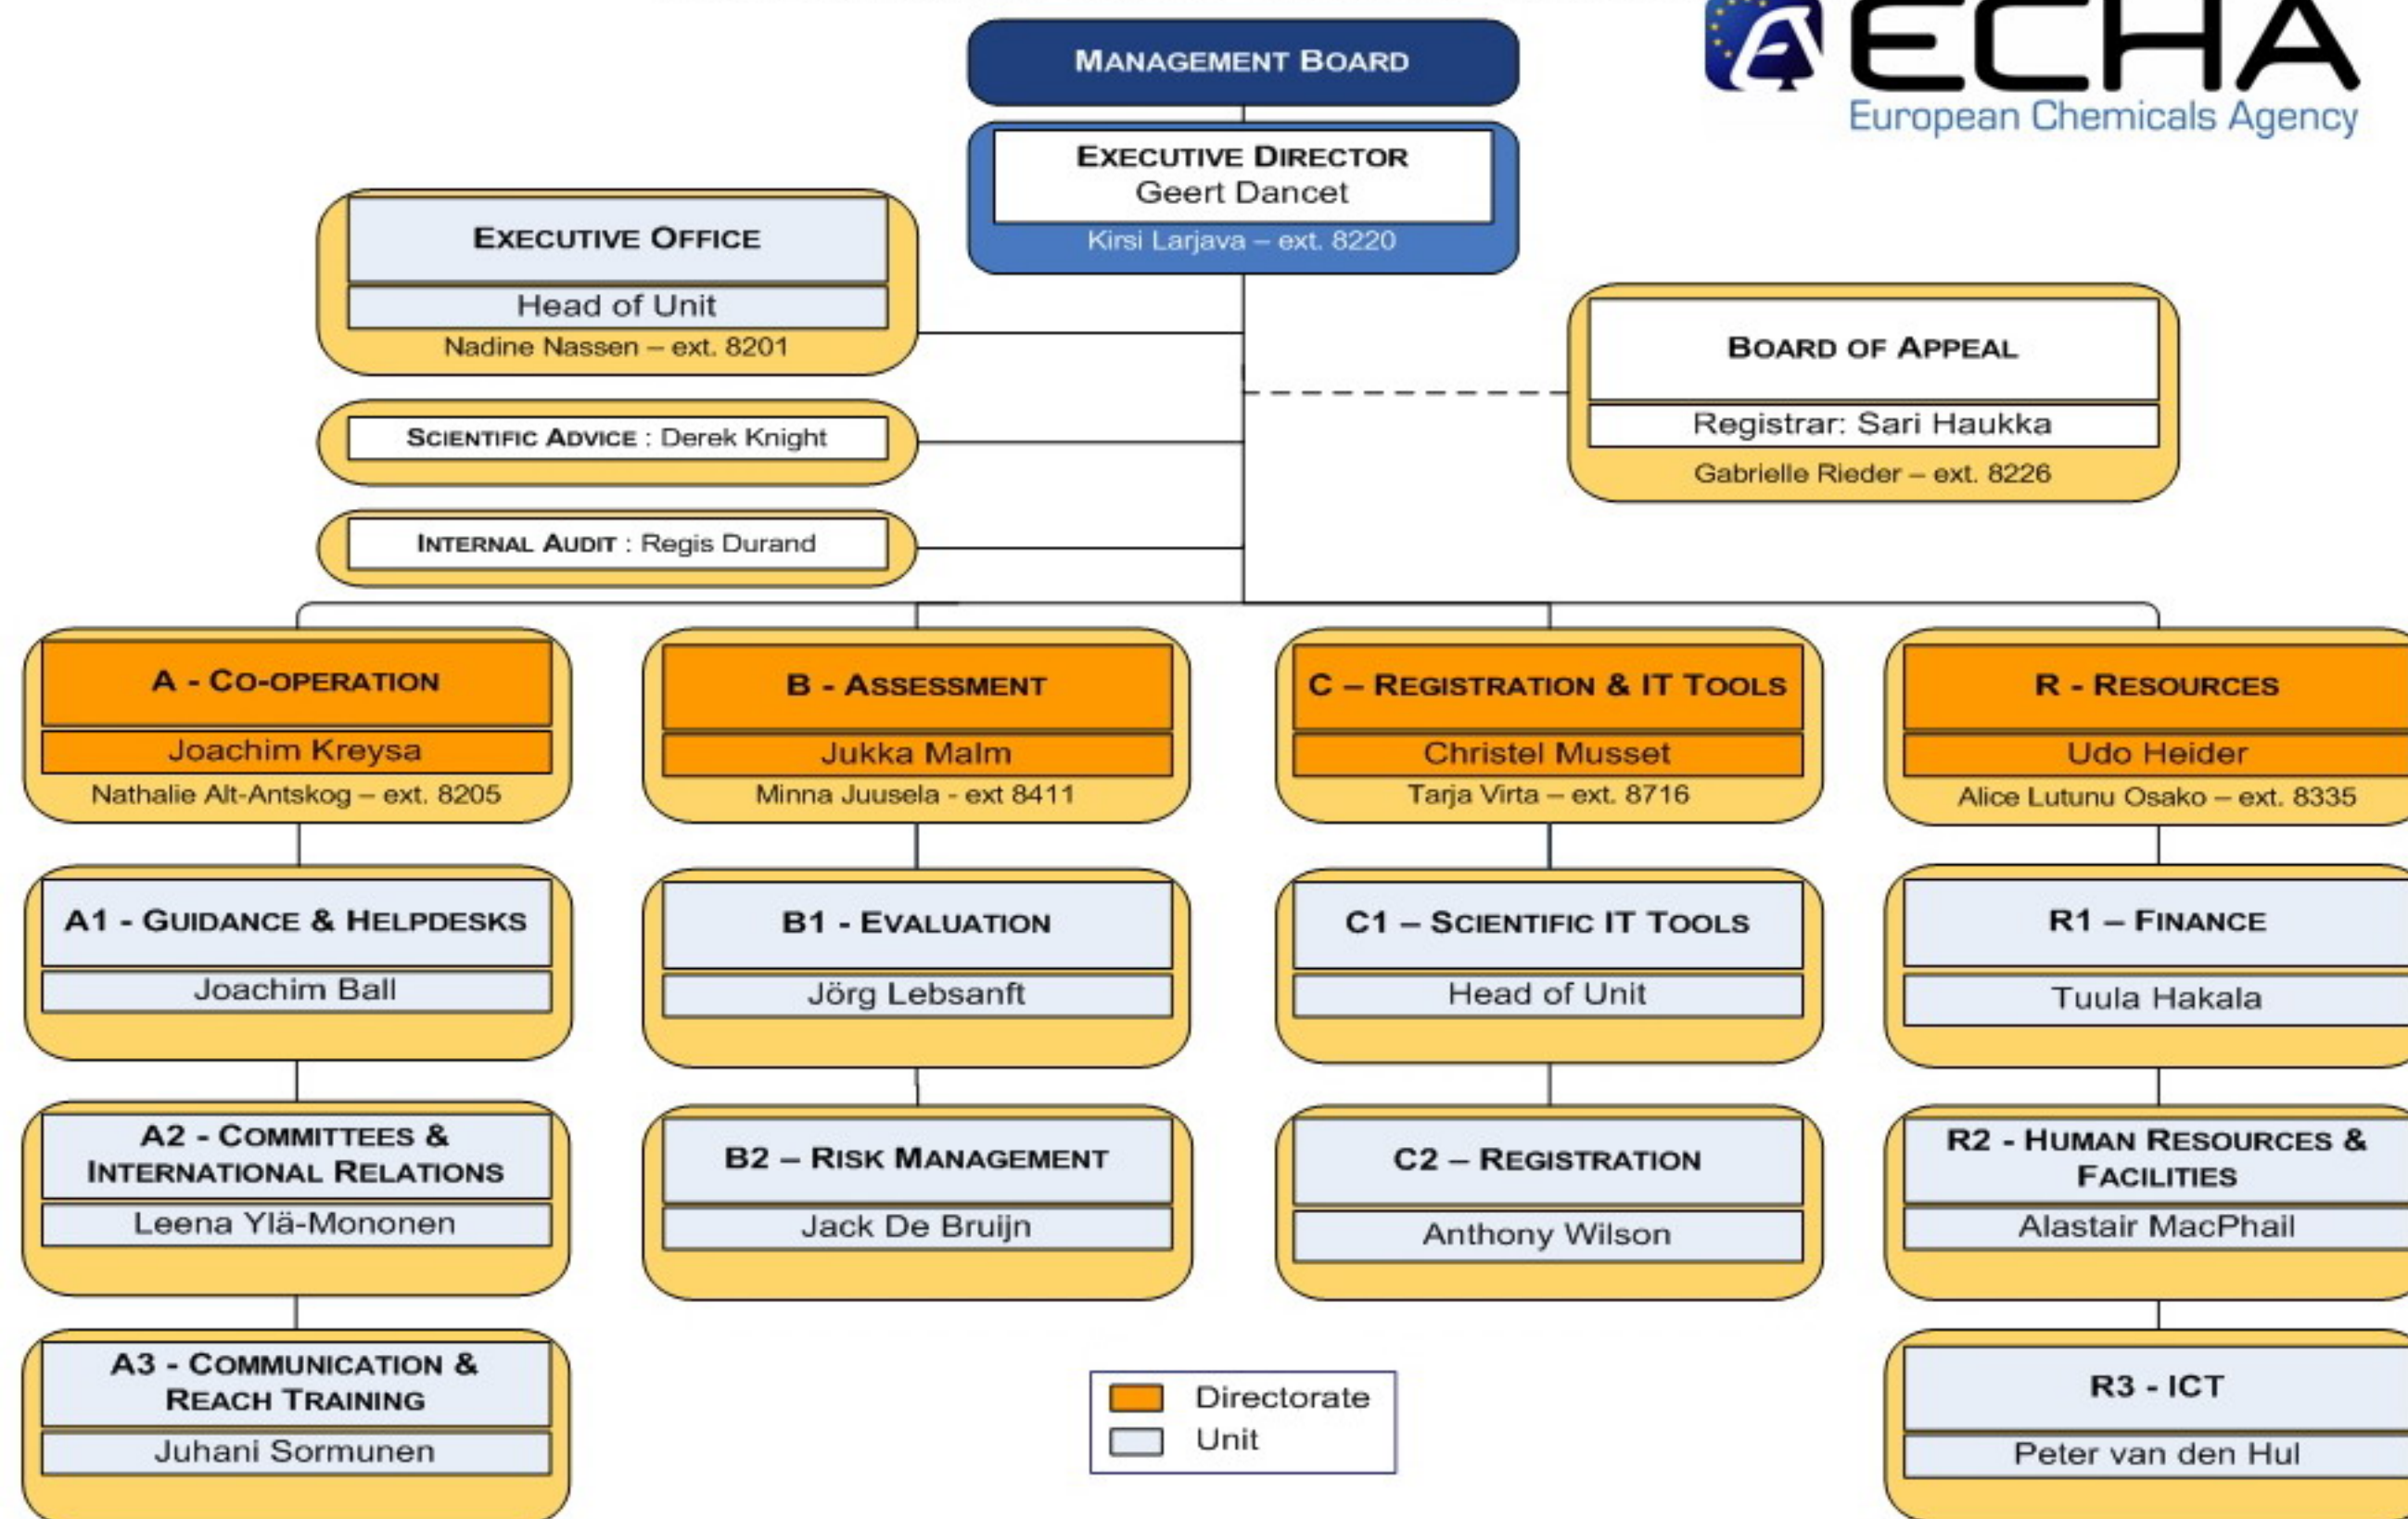 ECHA
European Chemicals Agency
MANAGEMENT BOARD
EXECUTIVE DIRECTOR
Geert Dancet
Kirsi Larjava – ext. 8220
EXECUTIVE OFFICE
Head of Unit
Nadine Nassen – ext. 8201
SCIENTIFIC ADVICE : Derek Knight
INTERNAL AUDIT : Regis Durand
BOARD OF APPEAL
Registrar: Sari Haukka
Gabrielle Rieder – ext. 8226
A - CO-OPERATION
Joachim Kreysa
Nathalie Alt-Antskog – ext. 8205
A1 - GUIDANCE & HELPDESKS
Joachim Ball
A2 - COMMITTEES &
INTERNATIONAL RELATIONS
Leena Ylä-Mononen
A3 - COMMUNICATION &
REACH TRAINING
Juhani Sormunen
B - ASSESSMENT
Jukka Malm
Minna Juusela - ext 8411
B1 - EVALUATION
Jörg Lebsanft
B2 – RISK MANAGEMENT
Jack De Bruijn
C – REGISTRATION & IT TOOLS
Christel Musset
Tarja Virta – ext. 8716
C1 – SCIENTIFIC IT TOOLS
Head of Unit
C2 – REGISTRATION
Anthony Wilson
R - RESOURCES
Udo Heider
Alice Lutunu Osako – ext. 8335
R1 – FINANCE
Tuula Hakala
R2 - HUMAN RESOURCES &
FACILITIES
Alastair MacPhail
R3 - ICT
Peter van den Hul
Directorate
Unit